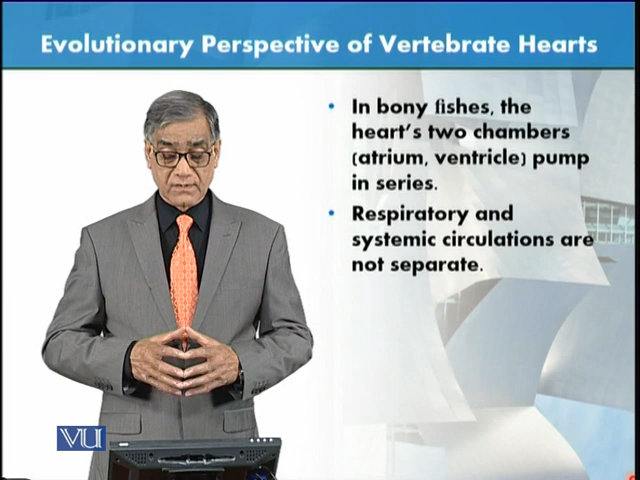 Evolutionary Perspective of Vertebrate Hearts
• In bony fishes, the
heart's two chambers
(atrium, ventricle) pump
in series.
• Respiratory and
systemic circulations are
not separate.
VU